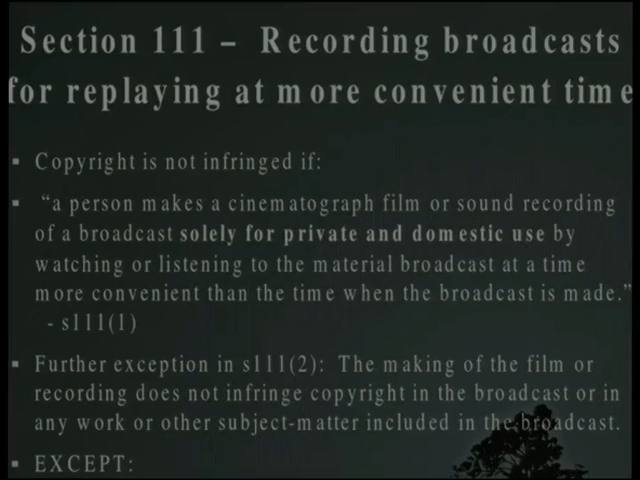 Section 111 – Recording broadcasts
for replaying at more convenient time
▪ Copyright is not infringed if:
▪ “a person makes a cinematograph film or sound recording
of a broadcast solely for private and domestic use by
watching or listening to the material broadcast at a time
more convenient than the time when the broadcast is made.”
- s111(1)
▪ Further exception in s111(2): The making of the film or
recording does not infringe copyright in the broadcast or in
any work or other subject-matter included in the broadcast.
▪ EXCEPT: